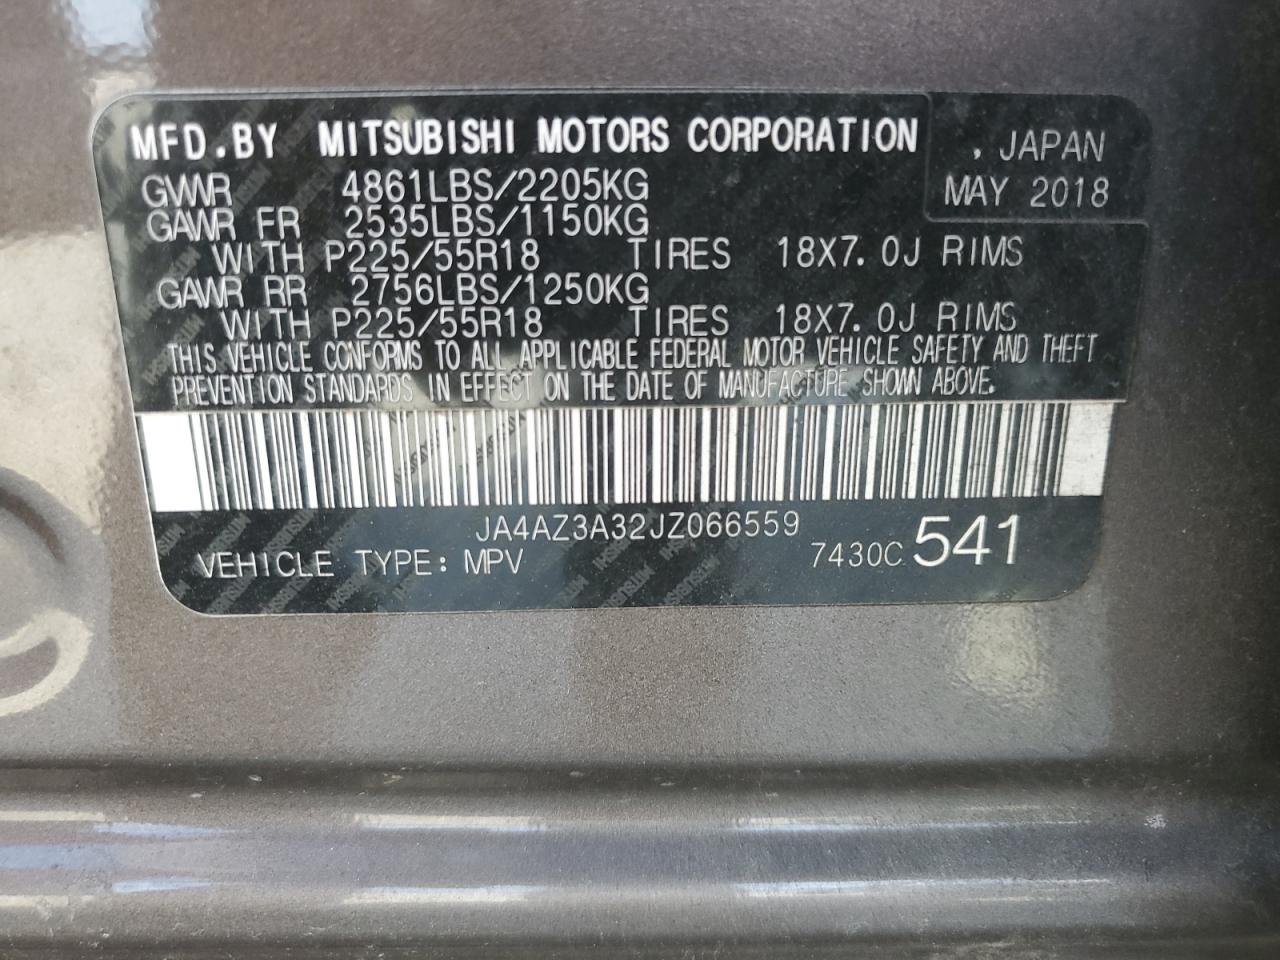 MFD.BY MITSUBISHI MOTORS CORPORATION
, JAPAN
MAY 2018
GVWR 4861LBS/2205KG
GAWR FR 2535LBS/1150KG
WITH P225/55R18 TIRES 18X7.0J RIMS
GAWR RR 2756LBS/1250KG
WITH P225/55R18 TIRES 18X7.0J RIMS
THIS VEHICLE CONFORMS TO ALL APPLICABLE FEDERAL MOTOR VEHICLE SAFETY AND THEFT
PREVENTION STANDARDS IN EFFECT ON THE DATE OF MANUFACTURE SHOWN ABOVE.
JA4AZ3A32JZ066559
VEHICLE TYPE: MPV 7430C 541